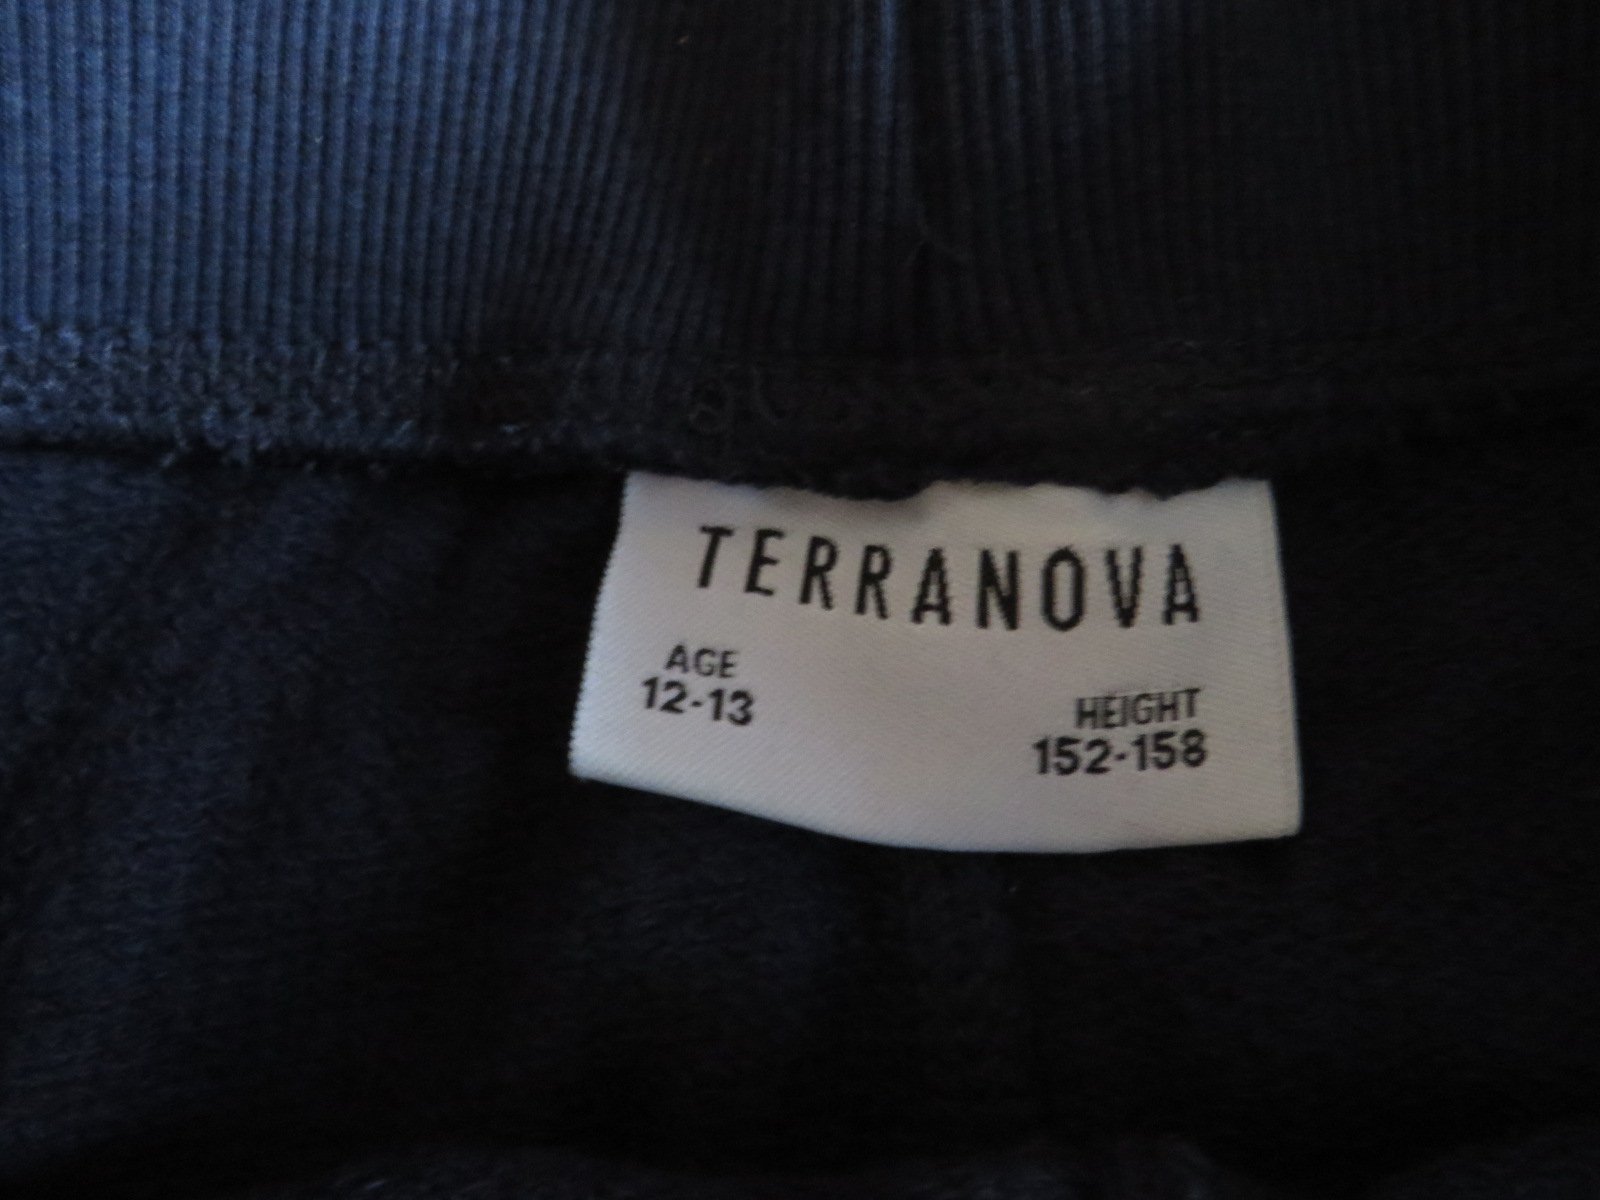 TERRANOVA
AGE
12-13
HEIGHT
152-158